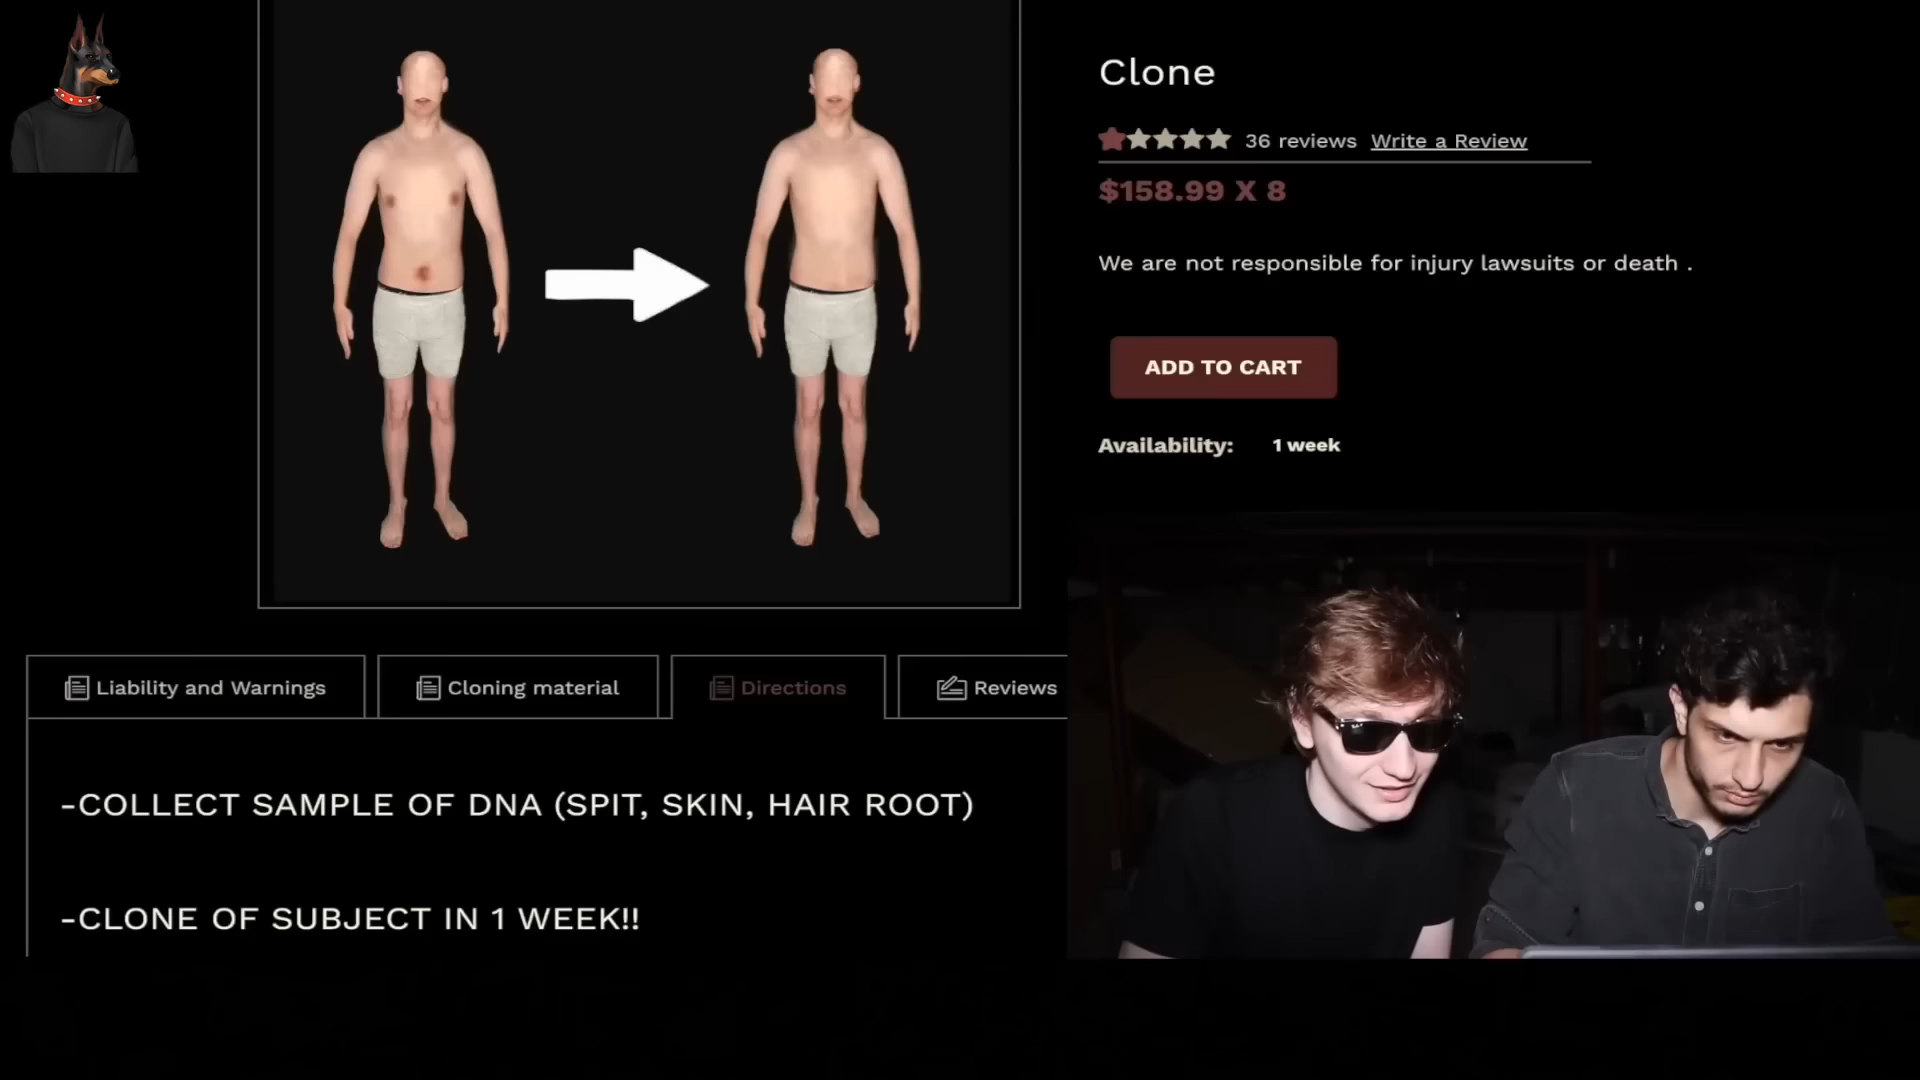 Clone
36 reviews Write a Review
$158.99 X 8
We are not responsible for injury lawsuits or death .
ADD TO CART
Availability: 1 week
Liability and Warnings
Cloning material
Directions
Reviews
-COLLECT SAMPLE OF DNA (SPIT, SKIN, HAIR ROOT)
-CLONE OF SUBJECT IN 1 WEEK!!